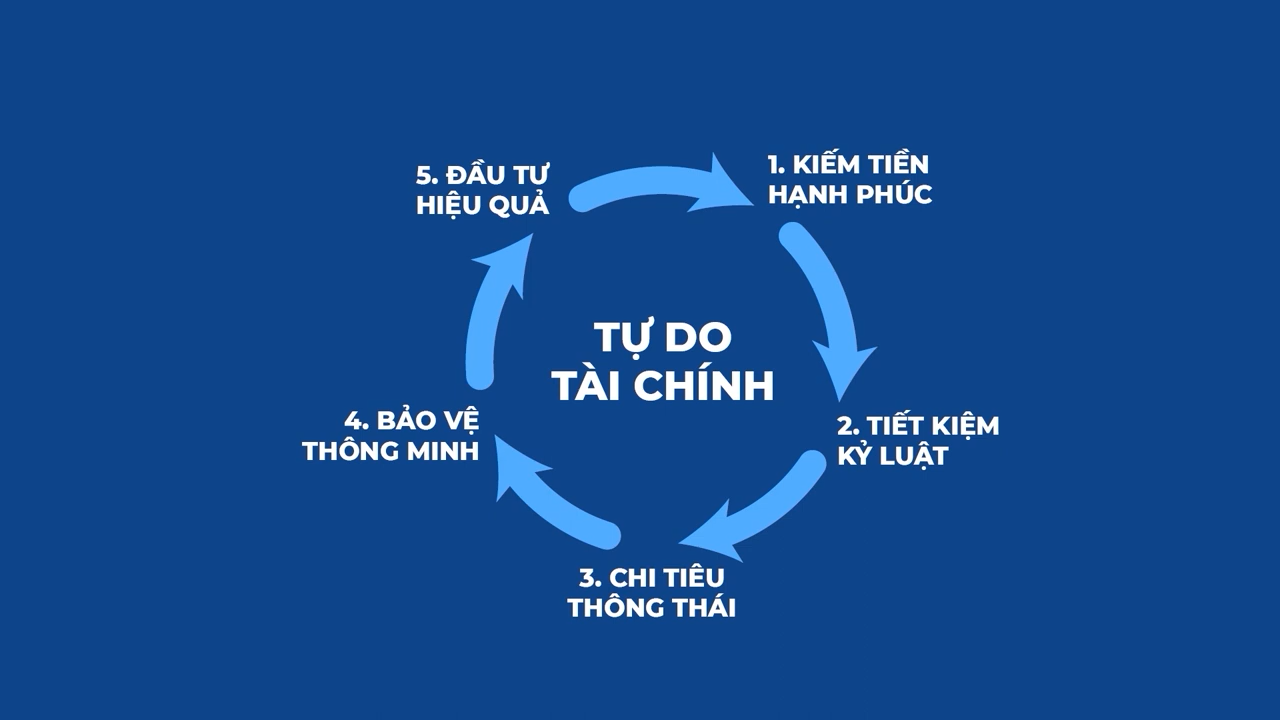 1. KIẾM TIỀN
HẠNH PHÚC
2. TIẾT KIỆM
KỶ LUẬT
3. CHI TIÊU
THÔNG THÁI
4. BẢO VỆ
THÔNG MINH
5. ĐẦU TƯ
HIỆU QUẢ
TỰ DO
TÀI CHÍNH